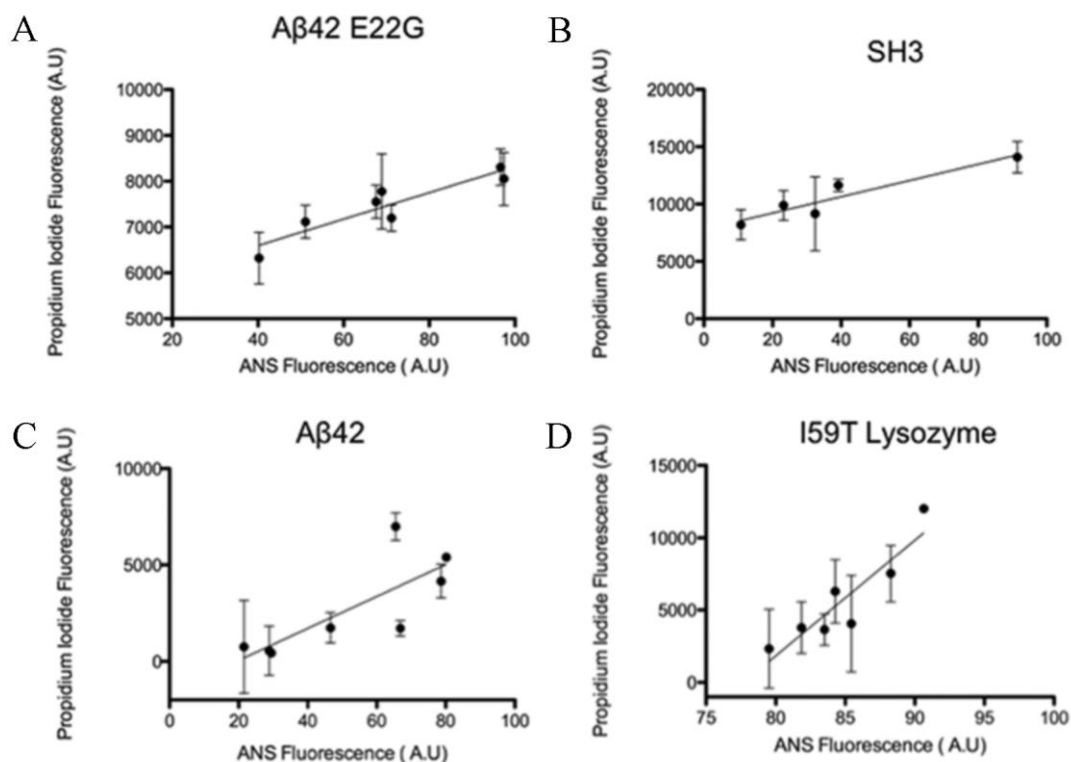 A
Aβ42 E22G
Propidium Iodide Fluorescence (A.U)
10000
9000
8000
7000
6000
5000
20
40
60
80
100
ANS Fluorescence ( A.U)
B
SH3
Propidium Iodide Fluorescence (A.U)
20000
15000
10000
5000
0
0
20
40
60
80
100
ANS Fluorescence ( A.U)
C
Aβ42
Propidium Iodide Fluorescence (A.U)
10000
5000
0
0
20
40
60
80
100
ANS Fluorescence ( A.U)
D
I59T Lysozyme
Propidium Iodide Fluorescence (A.U)
15000
10000
5000
0
75
80
85
90
95
100
ANS Fluorescence ( A.U)